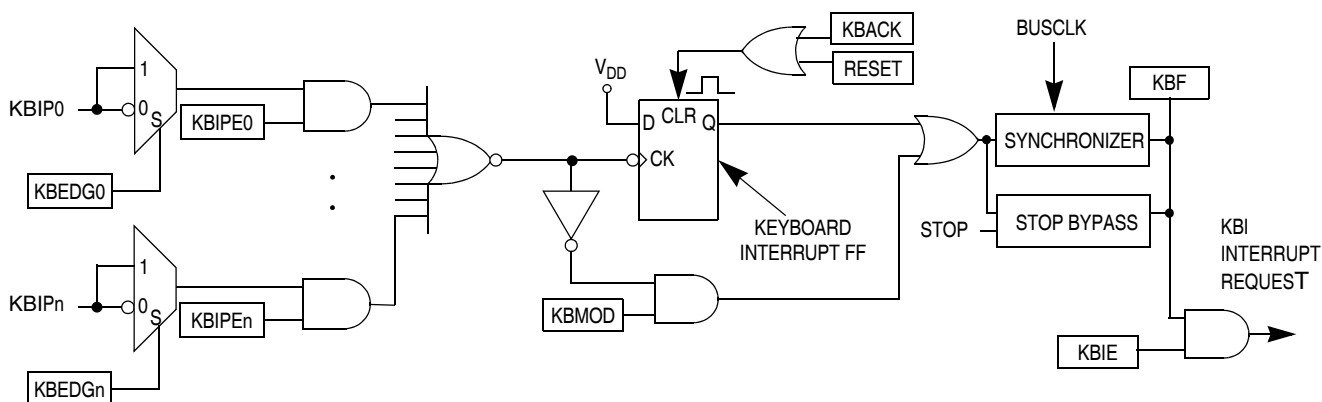 KBACK
RESET
BUSCLK
KBF
V_DD
1
KBIP0
0
S
KBIPE0
KBEDG0
D
CLR
Q
CK
SYNCHRONIZER
STOP
STOP BYPASS
KEYBOARD
INTERRUPT FF
KBI
INTERRUPT
REQUEST
1
KBIPn
0
S
KBIPEn
KBEDGn
KBMOD
KBIE